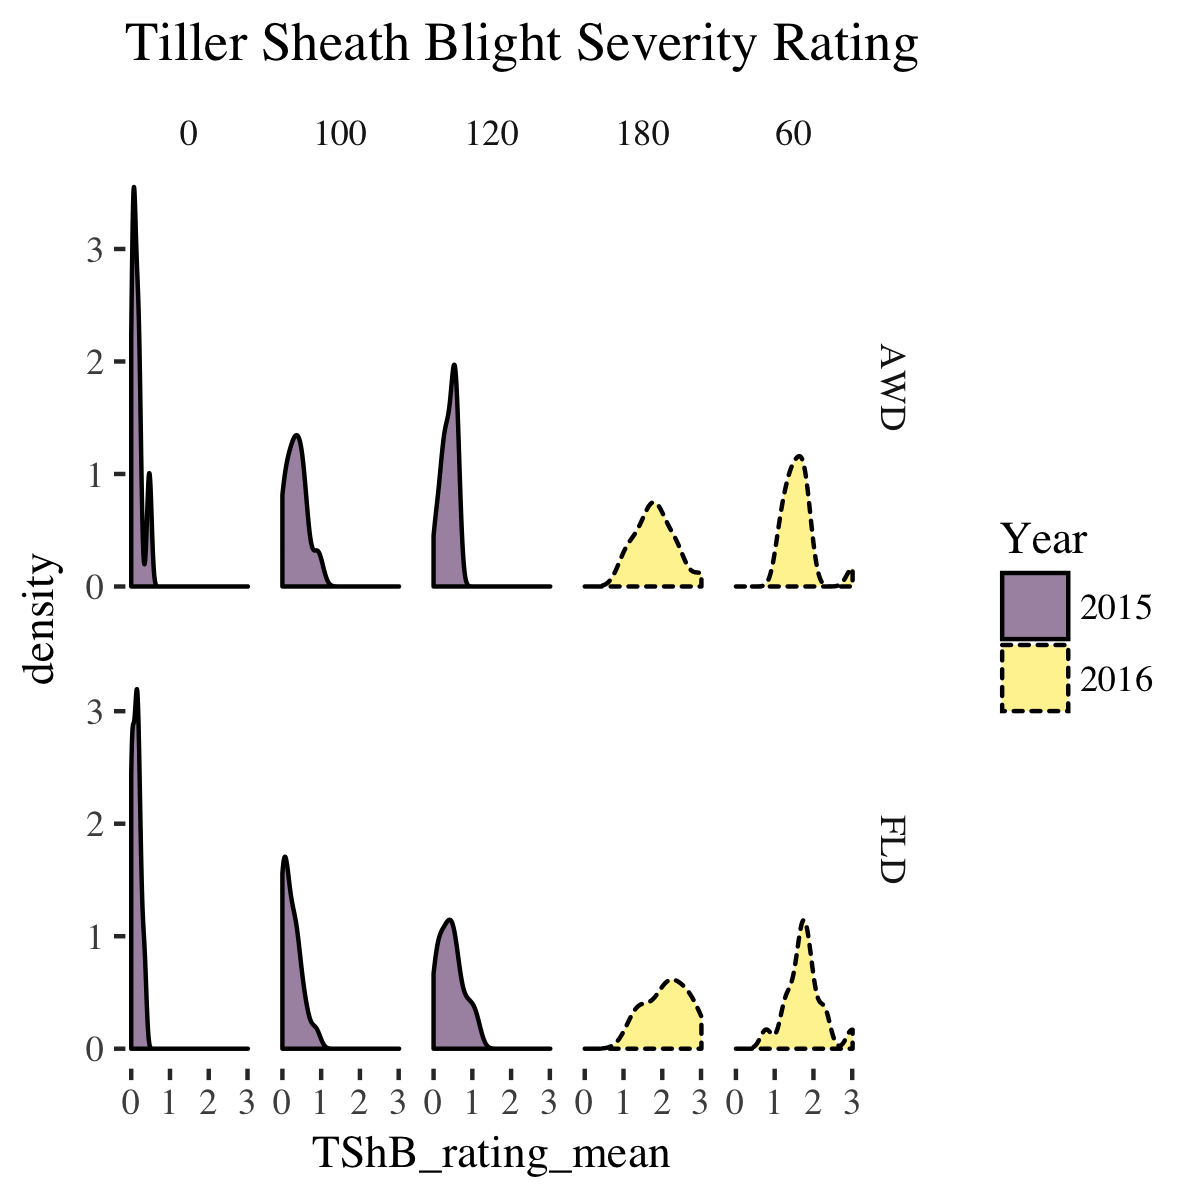 Tiller Sheath Blight Severity Rating
0 100 120 180 60
3
2
1
0
AWD
density
3
2
1
0
FLD
0 1 2 3 0 1 2 3 0 1 2 3 0 1 2 3 0 1 2 3
TShB_rating_mean
Year
2015
2016